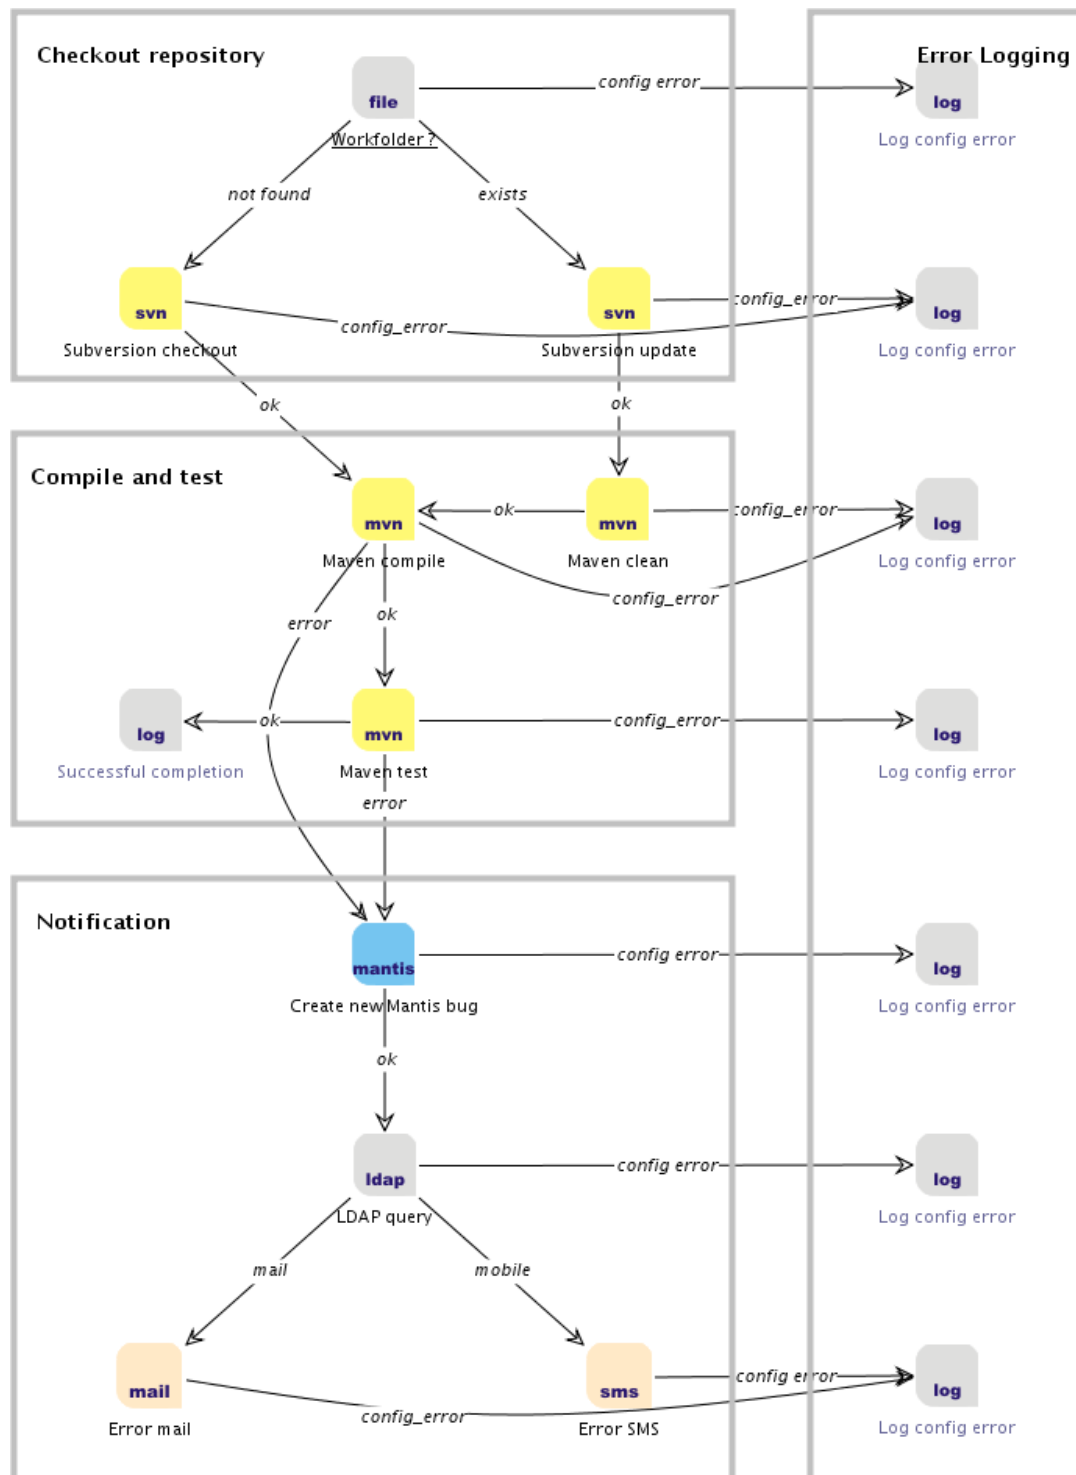 Checkout repository
Error Logging
file
config error
log
Workfolder ?
Log config error
not found
exists
svn
config_error
svn
config_error
log
Subversion checkout
Subversion update
Log config error
ok
ok
Compile and test
mvn
ok
mvn
config_error
log
Maven compile
Maven clean
Log config error
config_error
error
ok
log
ok
mvn
config_error
log
Successful completion
Maven test
Log config error
error
Notification
mantis
config error
log
Create new Mantis bug
Log config error
ok
ldap
config error
log
LDAP query
Log config error
mail
mobile
mail
sms
config error
log
config_error
Error mail
Error SMS
Log config error